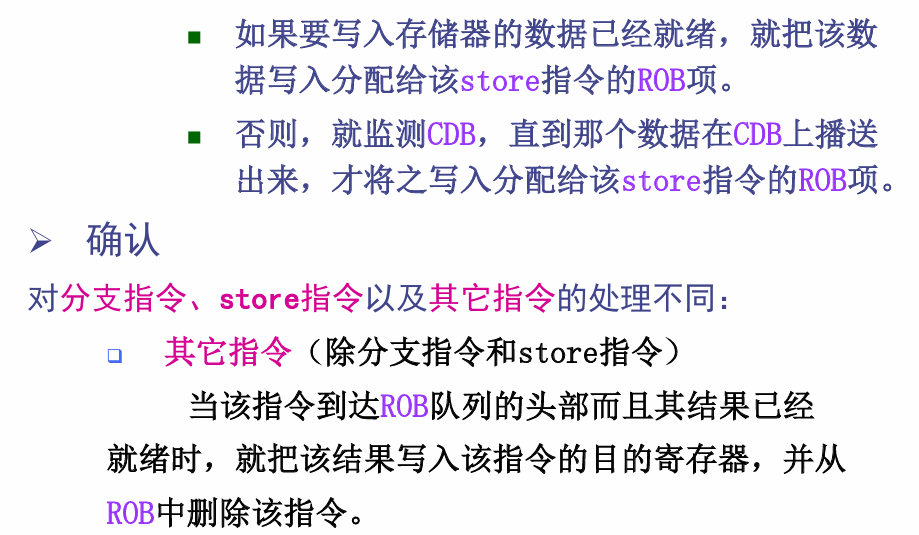 如果要写入存储器的数据已经就绪，就把该数
据写入分配给该store指令的ROB项。
否则，就监测CDB，直到那个数据在CDB上播送
出来，才将之写入分配给该store指令的ROB项。
确认
对分支指令、store指令以及其它指令的处理不同：
其它指令（除分支指令和store指令）
当该指令到达ROB队列的头部而且其结果已经
就绪时，就把该结果写入该指令的目的寄存器，并从
ROB中删除该指令。